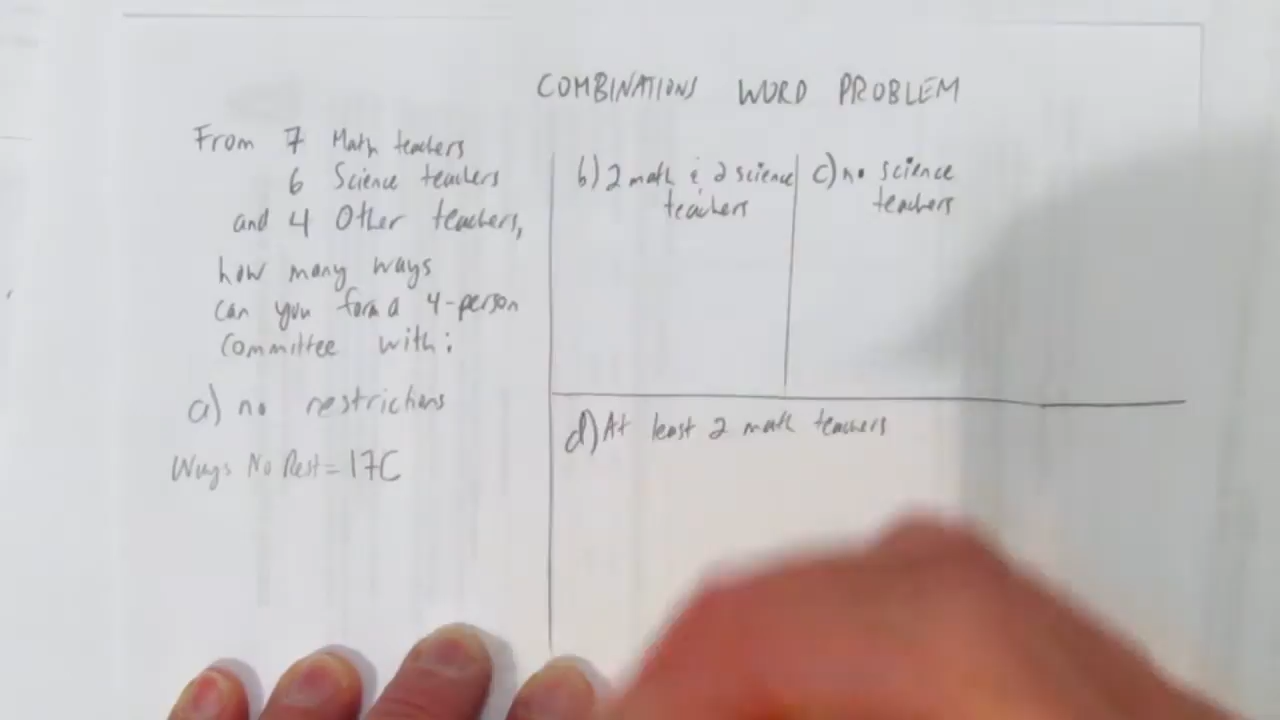 COMBINATIONS WORD PROBLEM
From 7 Math teachers
6 Science teachers
and 4 Other teachers,
how many ways
can you form a 4-person
Committee with:
a) no restrictions
Ways No Rest = 17C
b) 2 math & 2 science
teachers
c) no science
teachers
d) At least 2 math teachers